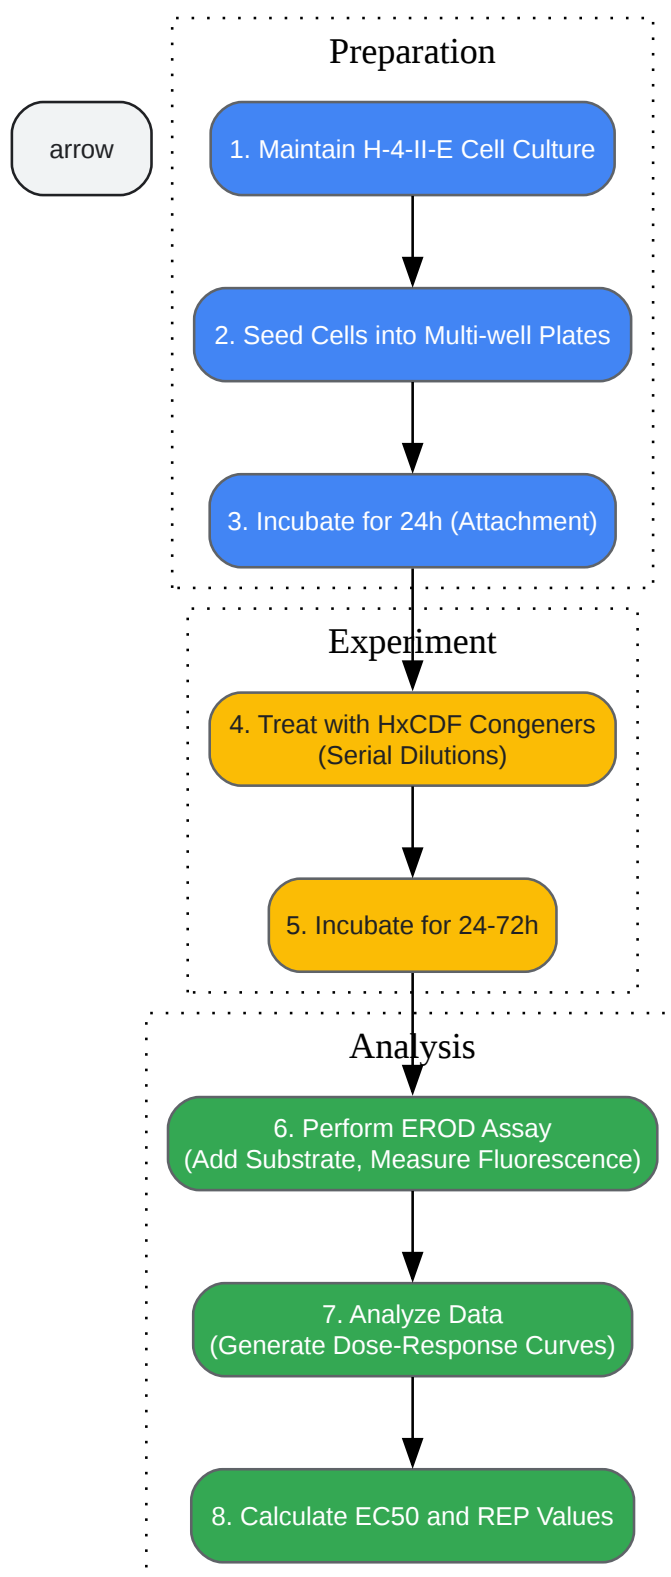 Preparation
arrow
1. Maintain H-4-II-E Cell Culture
2. Seed Cells into Multi-well Plates
3. Incubate for 24h (Attachment)
Experiment
4. Treat with HxCDF Congeners
(Serial Dilutions)
5. Incubate for 24-72h
Analysis
6. Perform EROD Assay
(Add Substrate, Measure Fluorescence)
7. Analyze Data
(Generate Dose-Response Curves)
8. Calculate EC50 and REP Values